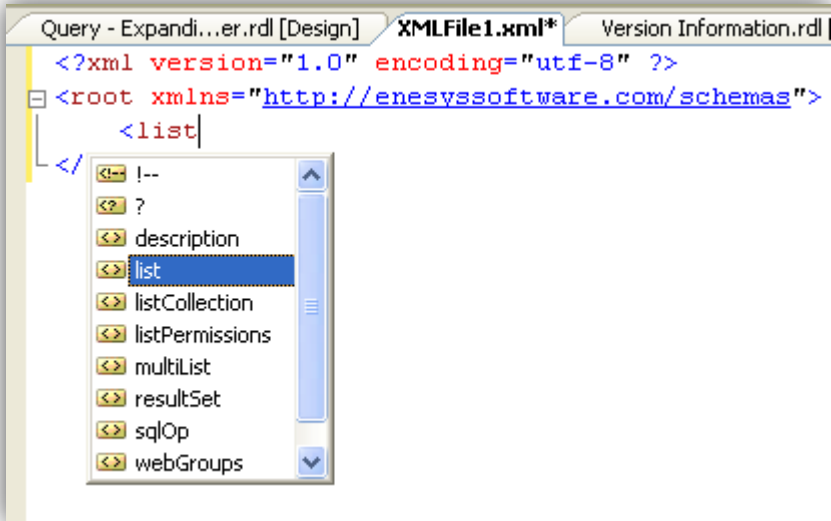 Query - Expandi...er.rdl [Design] XMLFile1.xml* Version Information.rdl [
<?xml version="1.0" encoding="utf-8" ?>
<root xmlns="http://enesyssoftware.com/schemas">
<list
</
!--
?
description
list
listCollection
listPermissions
multiList
resultSet
sqlOp
webGroups